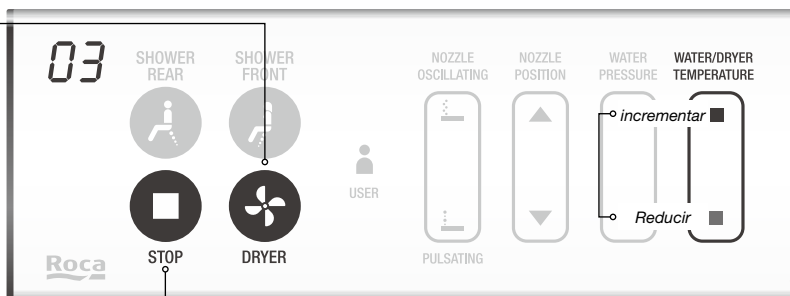 03
SHOWER
REAR
SHOWER
FRONT
NOZZLE
OSCILLATING
NOZZLE
POSITION
WATER
PRESSURE
WATER/DRYER
TEMPERATURE
incrementar
USER
Reducir
STOP
DRYER
PULSATING
Roca